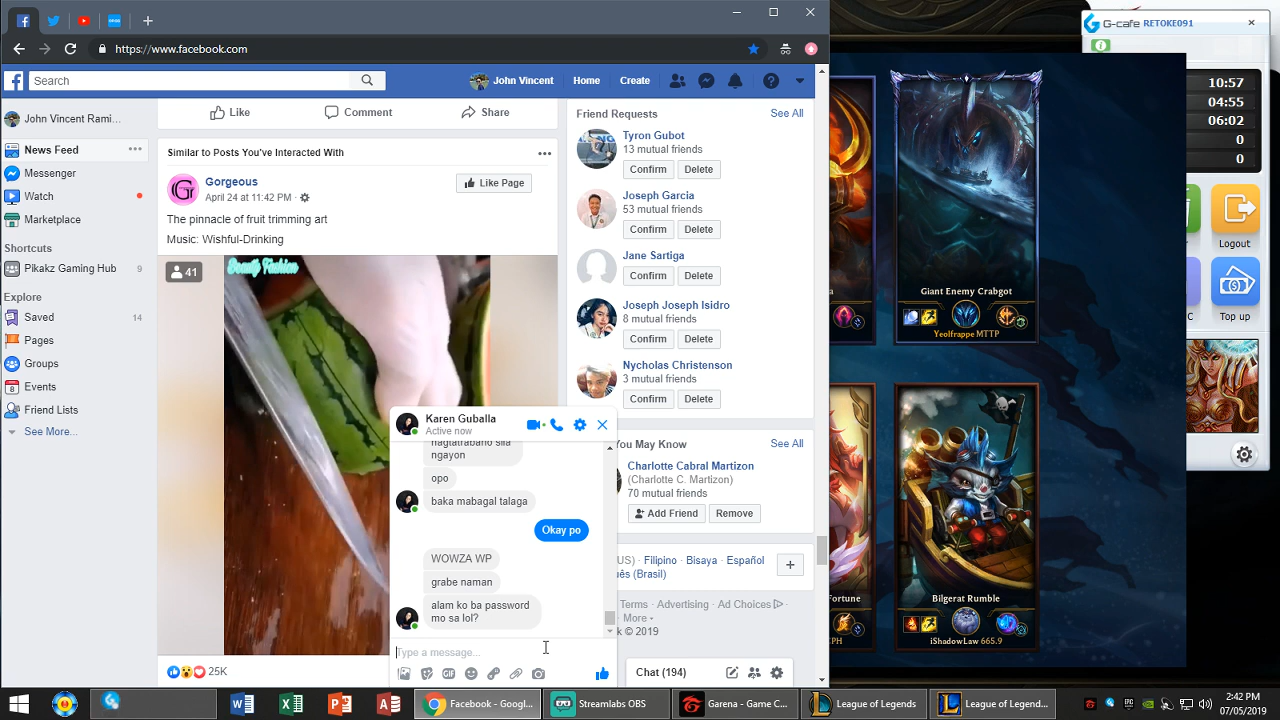 https://www.facebook.com
G-cafe RETOKE091
Search
John Vincent
Home
Create
10:57
04:55
06:02
0
0
John Vincent Rami...
News Feed
Messenger
Watch
Marketplace
Shortcuts
Plkakz Gaming Hub 9
Explore
Saved 14
Pages
Groups
Events
Friend Lists
See More...
Like
Comment
Share
Similar to Posts You've Interacted With
Gorgeous
April 24 at 11:42 PM
Like Page
The pinnacle of fruit trimming art
Music: Wishful-Drinking
41
Beauty Fashion
25K
Friend Requests
See All
Tyron Gubot
13 mutual friends
Confirm Delete
Joseph Garcia
53 mutual friends
Confirm Delete
Jane Sartiga
Confirm Delete
Joseph Joseph Isidro
8 mutual friends
Confirm Delete
Nycholas Christenson
3 mutual friends
Confirm Delete
You May Know
See All
Charlotte Cabral Martizon
(Charlotte C. Martizon)
70 mutual friends
Add Friend Remove
US) · Filipino · Bisaya · Español
uês (Brasil)
Terms · Advertising · Ad Choices
More
k © 2019
Chat (194)
Karen Guballa
Active now
nagtatrabaho sila
ngayon
opo
baka mabagal talaga
Okay po
WOWZA WP
grabe naman
alam ko ba password
mo sa lol?
Type a message...
GIF
Giant Enemy Crabgot
Yeolfrappe MTTP
Fortune
Bilgerat Rumble
iShadowLaw 665.9
Logout
Top up
Facebook - Googl...
Streamlabs OBS
Garena - Game C...
League of Legends
League of Legend...
2:42 PM
07/05/2019